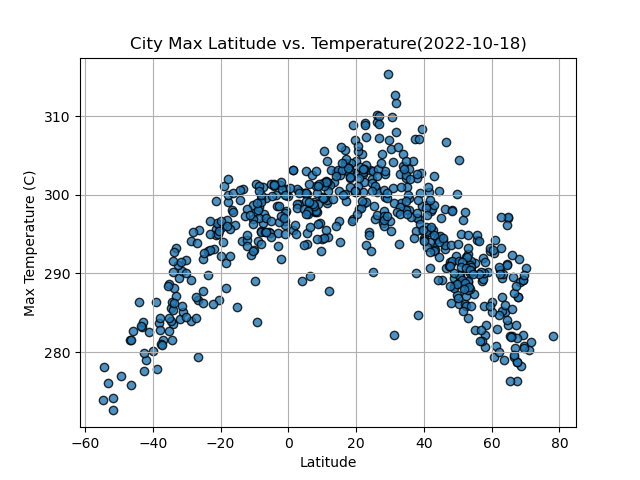 City Max Latitude vs. Temperature(2022-10-18)
Max Temperature (C)
310
300
290
280
−60 −40 −20 0 20 40 60 80
Latitude